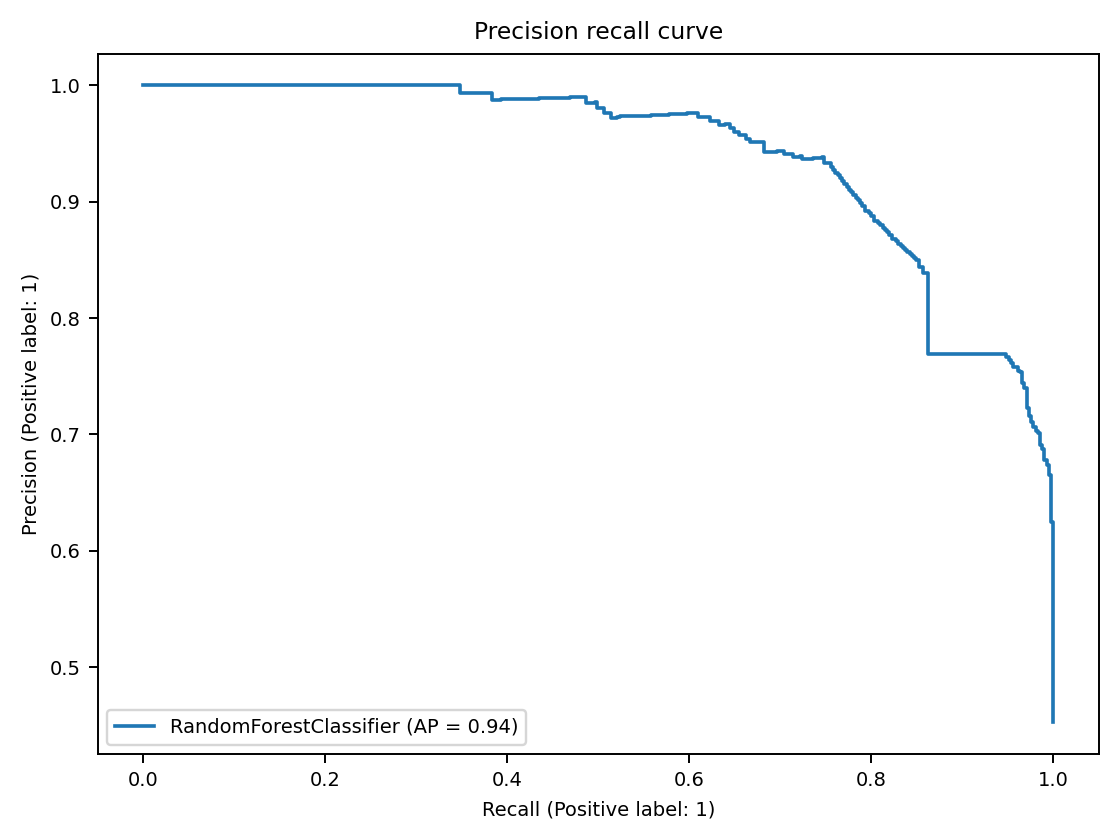 Precision recall curve
1.0
0.9
0.8
0.7
0.6
0.5
Precision (Positive label: 1)
RandomForestClassifier (AP = 0.94)
0.0 0.2 0.4 0.6 0.8 1.0
Recall (Positive label: 1)